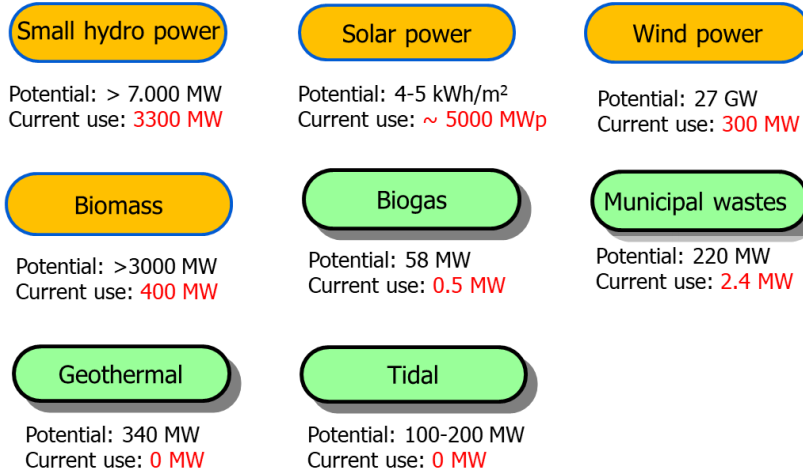 Small hydro power
Potential: > 7.000 MW
Current use: 3300 MW
Solar power
Potential: 4-5 kWh/m²
Current use: ~ 5000 MWp
Wind power
Potential: 27 GW
Current use: 300 MW
Biomass
Potential: >3000 MW
Current use: 400 MW
Biogas
Potential: 58 MW
Current use: 0.5 MW
Municipal wastes
Potential: 220 MW
Current use: 2.4 MW
Geothermal
Potential: 340 MW
Current use: 0 MW
Tidal
Potential: 100-200 MW
Current use: 0 MW